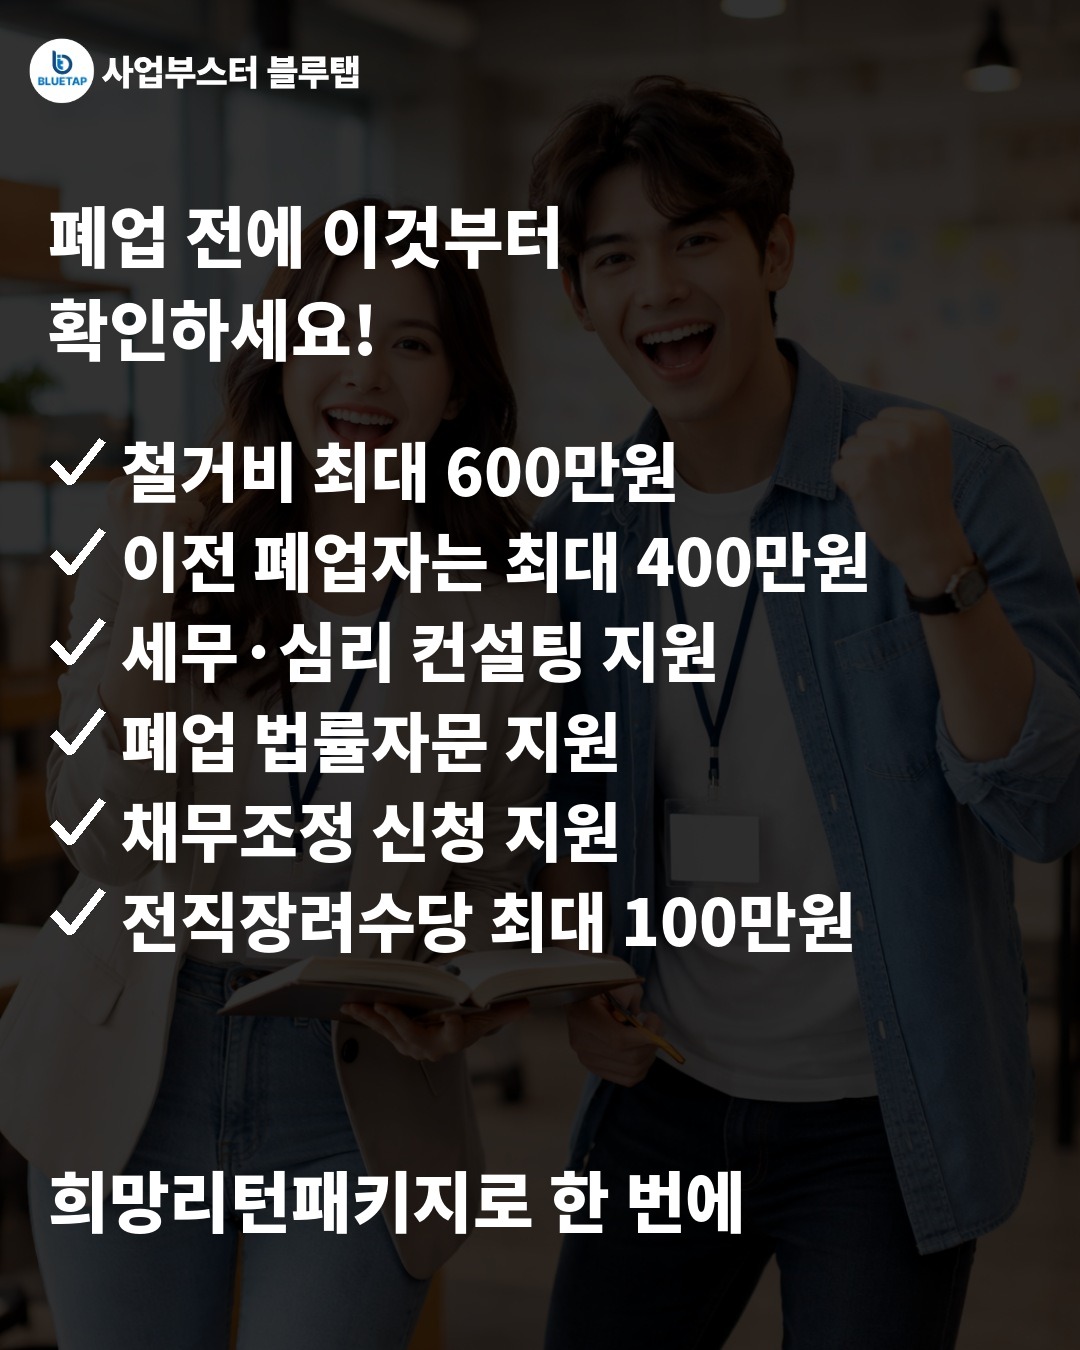 BLUETAP
사업부스터 블루탭
폐업 전에 이것부터
확인하세요!
철거비 최대 600만원
이전 폐업자는 최대 400만원
세무·심리 컨설팅 지원
폐업 법률자문 지원
채무조정 신청 지원
전직장려수당 최대 100만원
희망리턴패키지로 한 번에